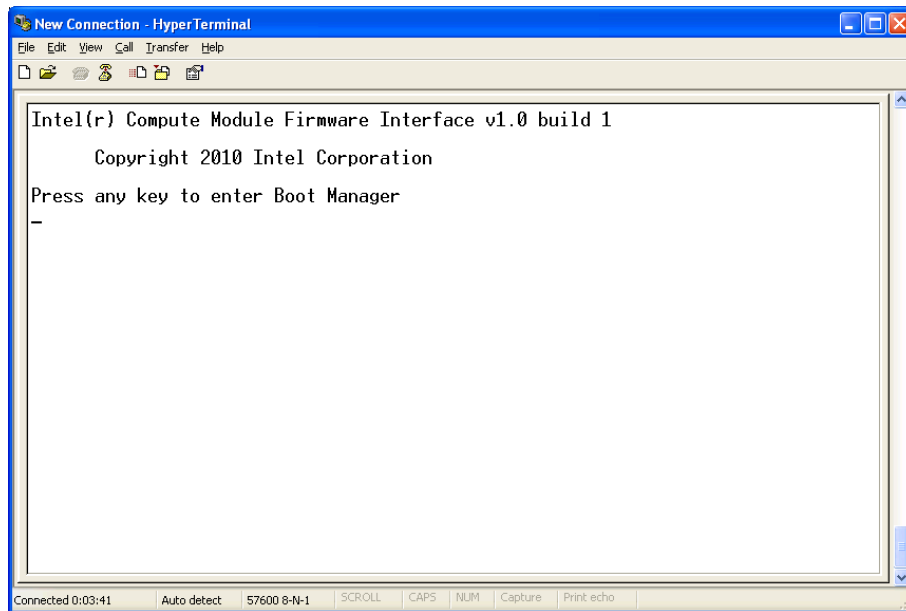 New Connection - HyperTerminal
File Edit View Call Transfer Help
Intel(r) Compute Module Firmware Interface v1.0 build 1
Copyright 2010 Intel Corporation
Press any key to enter Boot Manager
_
Connected 0:03:41 Auto detect 57600 8-N-1 SCROLL CAPS NUM Capture Print echo